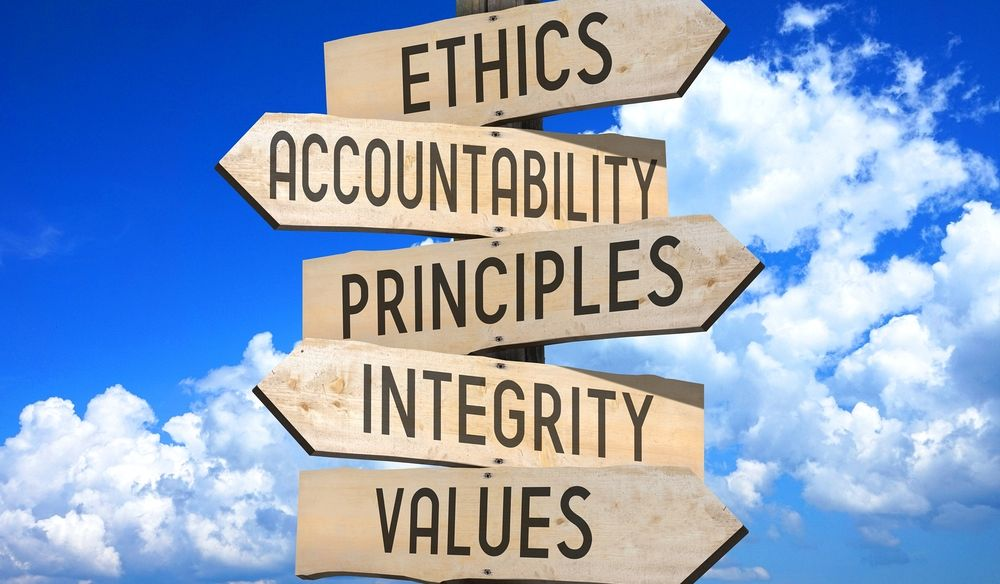 ETHICS
ACCOUNTABILITY
PRINCIPLES
INTEGRITY
VALUES